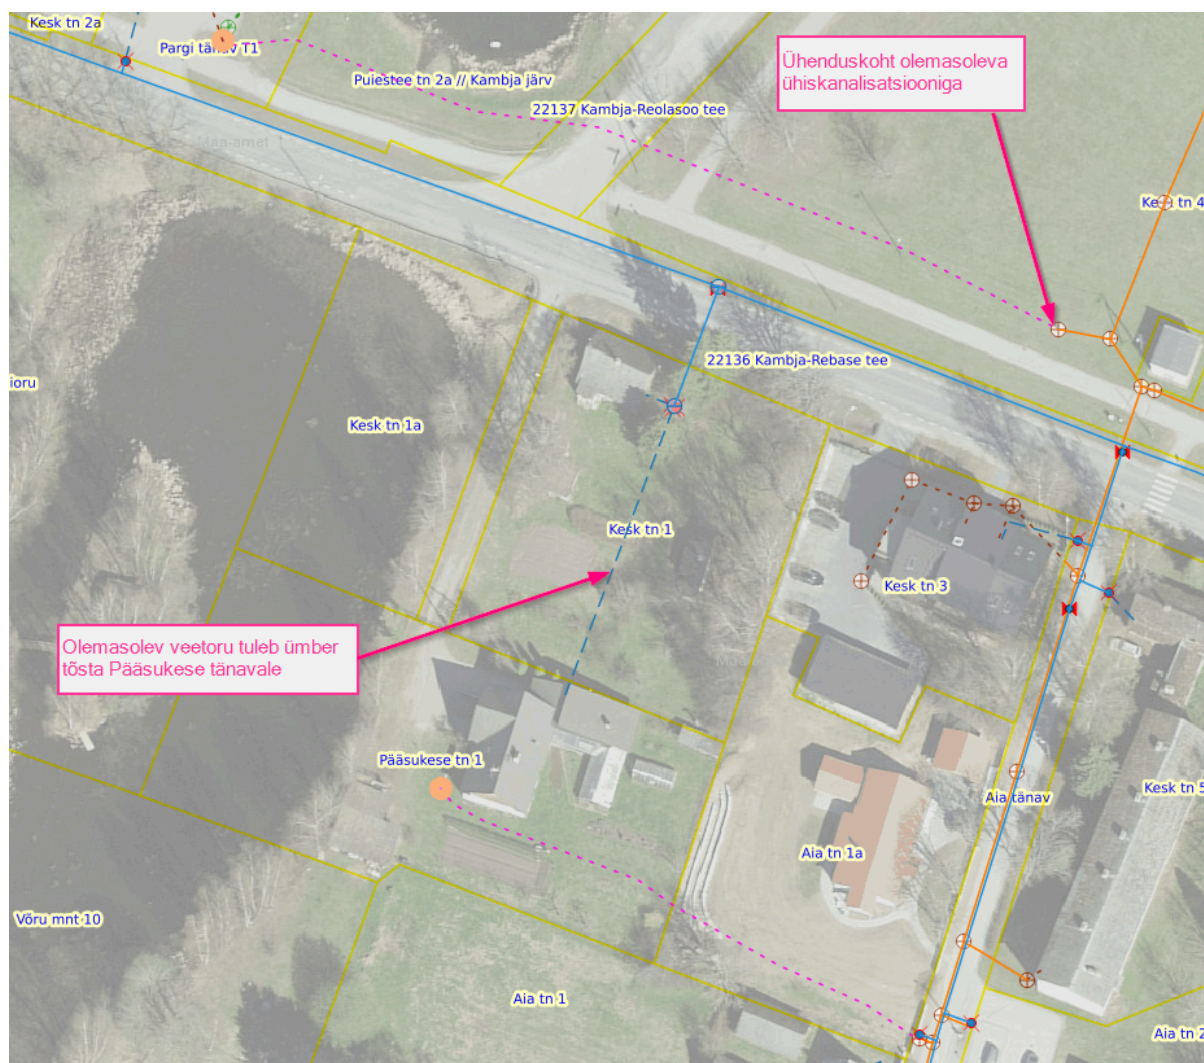 Kesk tn 2a
Pargi tänav T1
Puiestee tn 2a // Kambja järv
22137 Kambja-Reolasoo tee
Ühenduskoht olemasoleva
ühiskanalisatsiooniga
Maa-amet
Kesk tn 4
22136 Kambja-Rebase tee
ioru
Kesk tn 1a
Kesk tn 1
Kesk tn 3
Olemasolev veetoru tuleb ümber
tõsta Pääsukese tänavale
Pääsukese tn 1
Aia tänav
Kesk tn 5
Aia tn 1a
Võru mnt 10
Aia tn 1
Aia tn 2